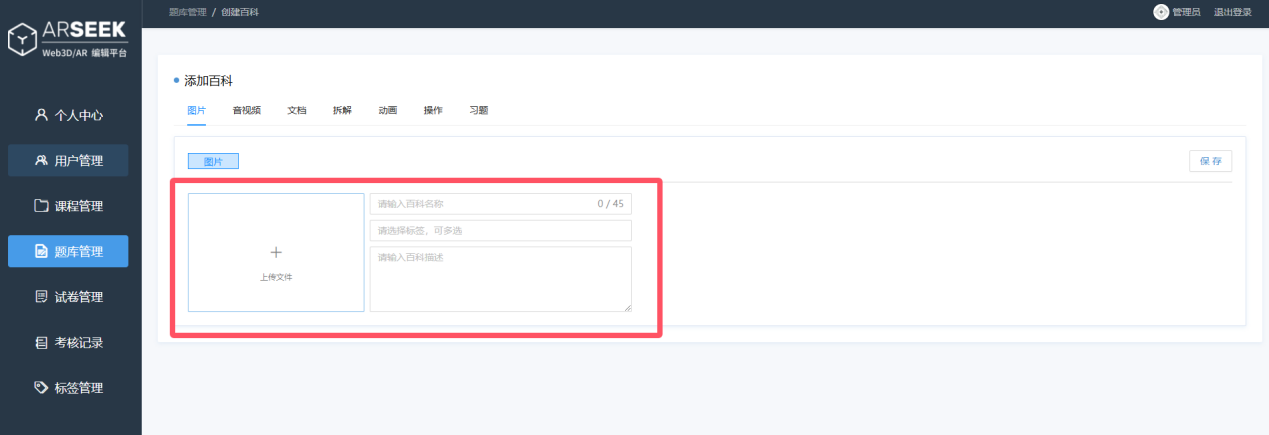 ARSEEK
Web3D/AR 编辑平台
题库管理 / 创建百科
管理员 退出登录
个人中心
用户管理
课程管理
题库管理
试卷管理
考核记录
标签管理
添加百科
图片 音视频 文档 拆解 动画 操作 习题
图片
保 存
上传文件
请输入百科名称 0 / 45
请选择标签，可多选
请输入百科描述